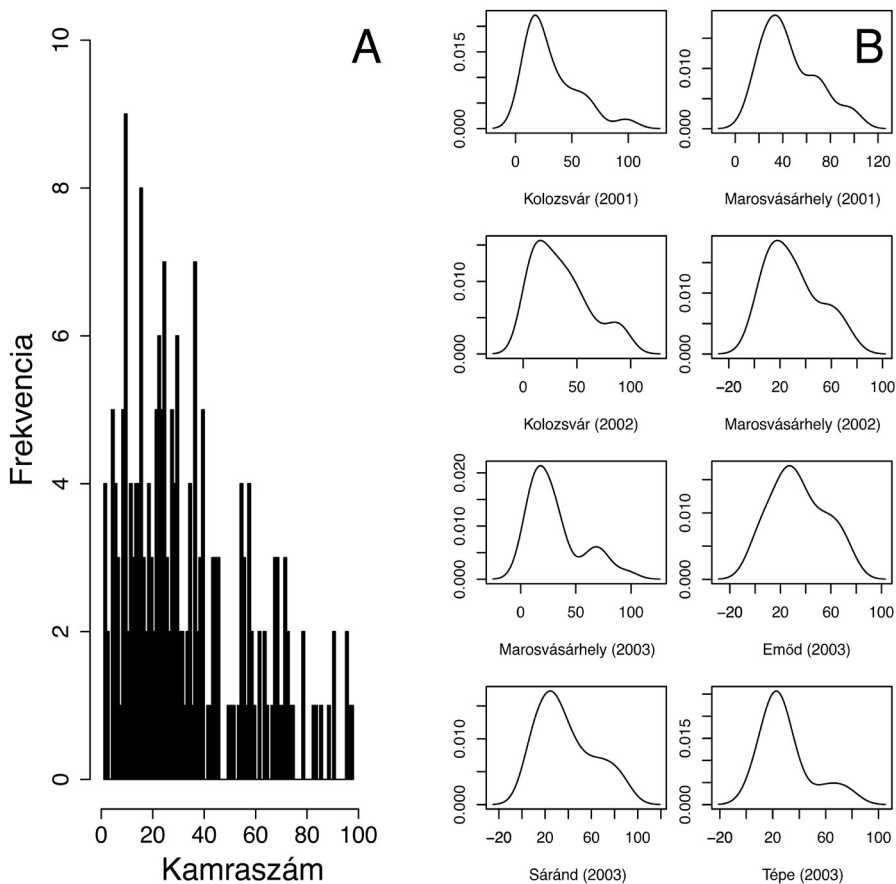 A
10
8
6
4
2
0
Frekvencia
0 20 40 60 80 100
Kamraszám
B
0.000 0.015
0 50 100
Kolozsvár (2001)
0.000 0.010
0 40 80 120
Marosvásárhely (2001)
0.000 0.010
0 50 100
Kolozsvár (2002)
0.000 0.010
−20 20 60 100
Marosvásárhely (2002)
0.000 0.010 0.020
0 50 100
Marosvásárhely (2003)
0.000 0.010
−20 20 60 100
Emőd (2003)
0.000 0.010
−20 20 60 100
Sáránd (2003)
0.000 0.015
−20 20 60 100
Tépe (2003)